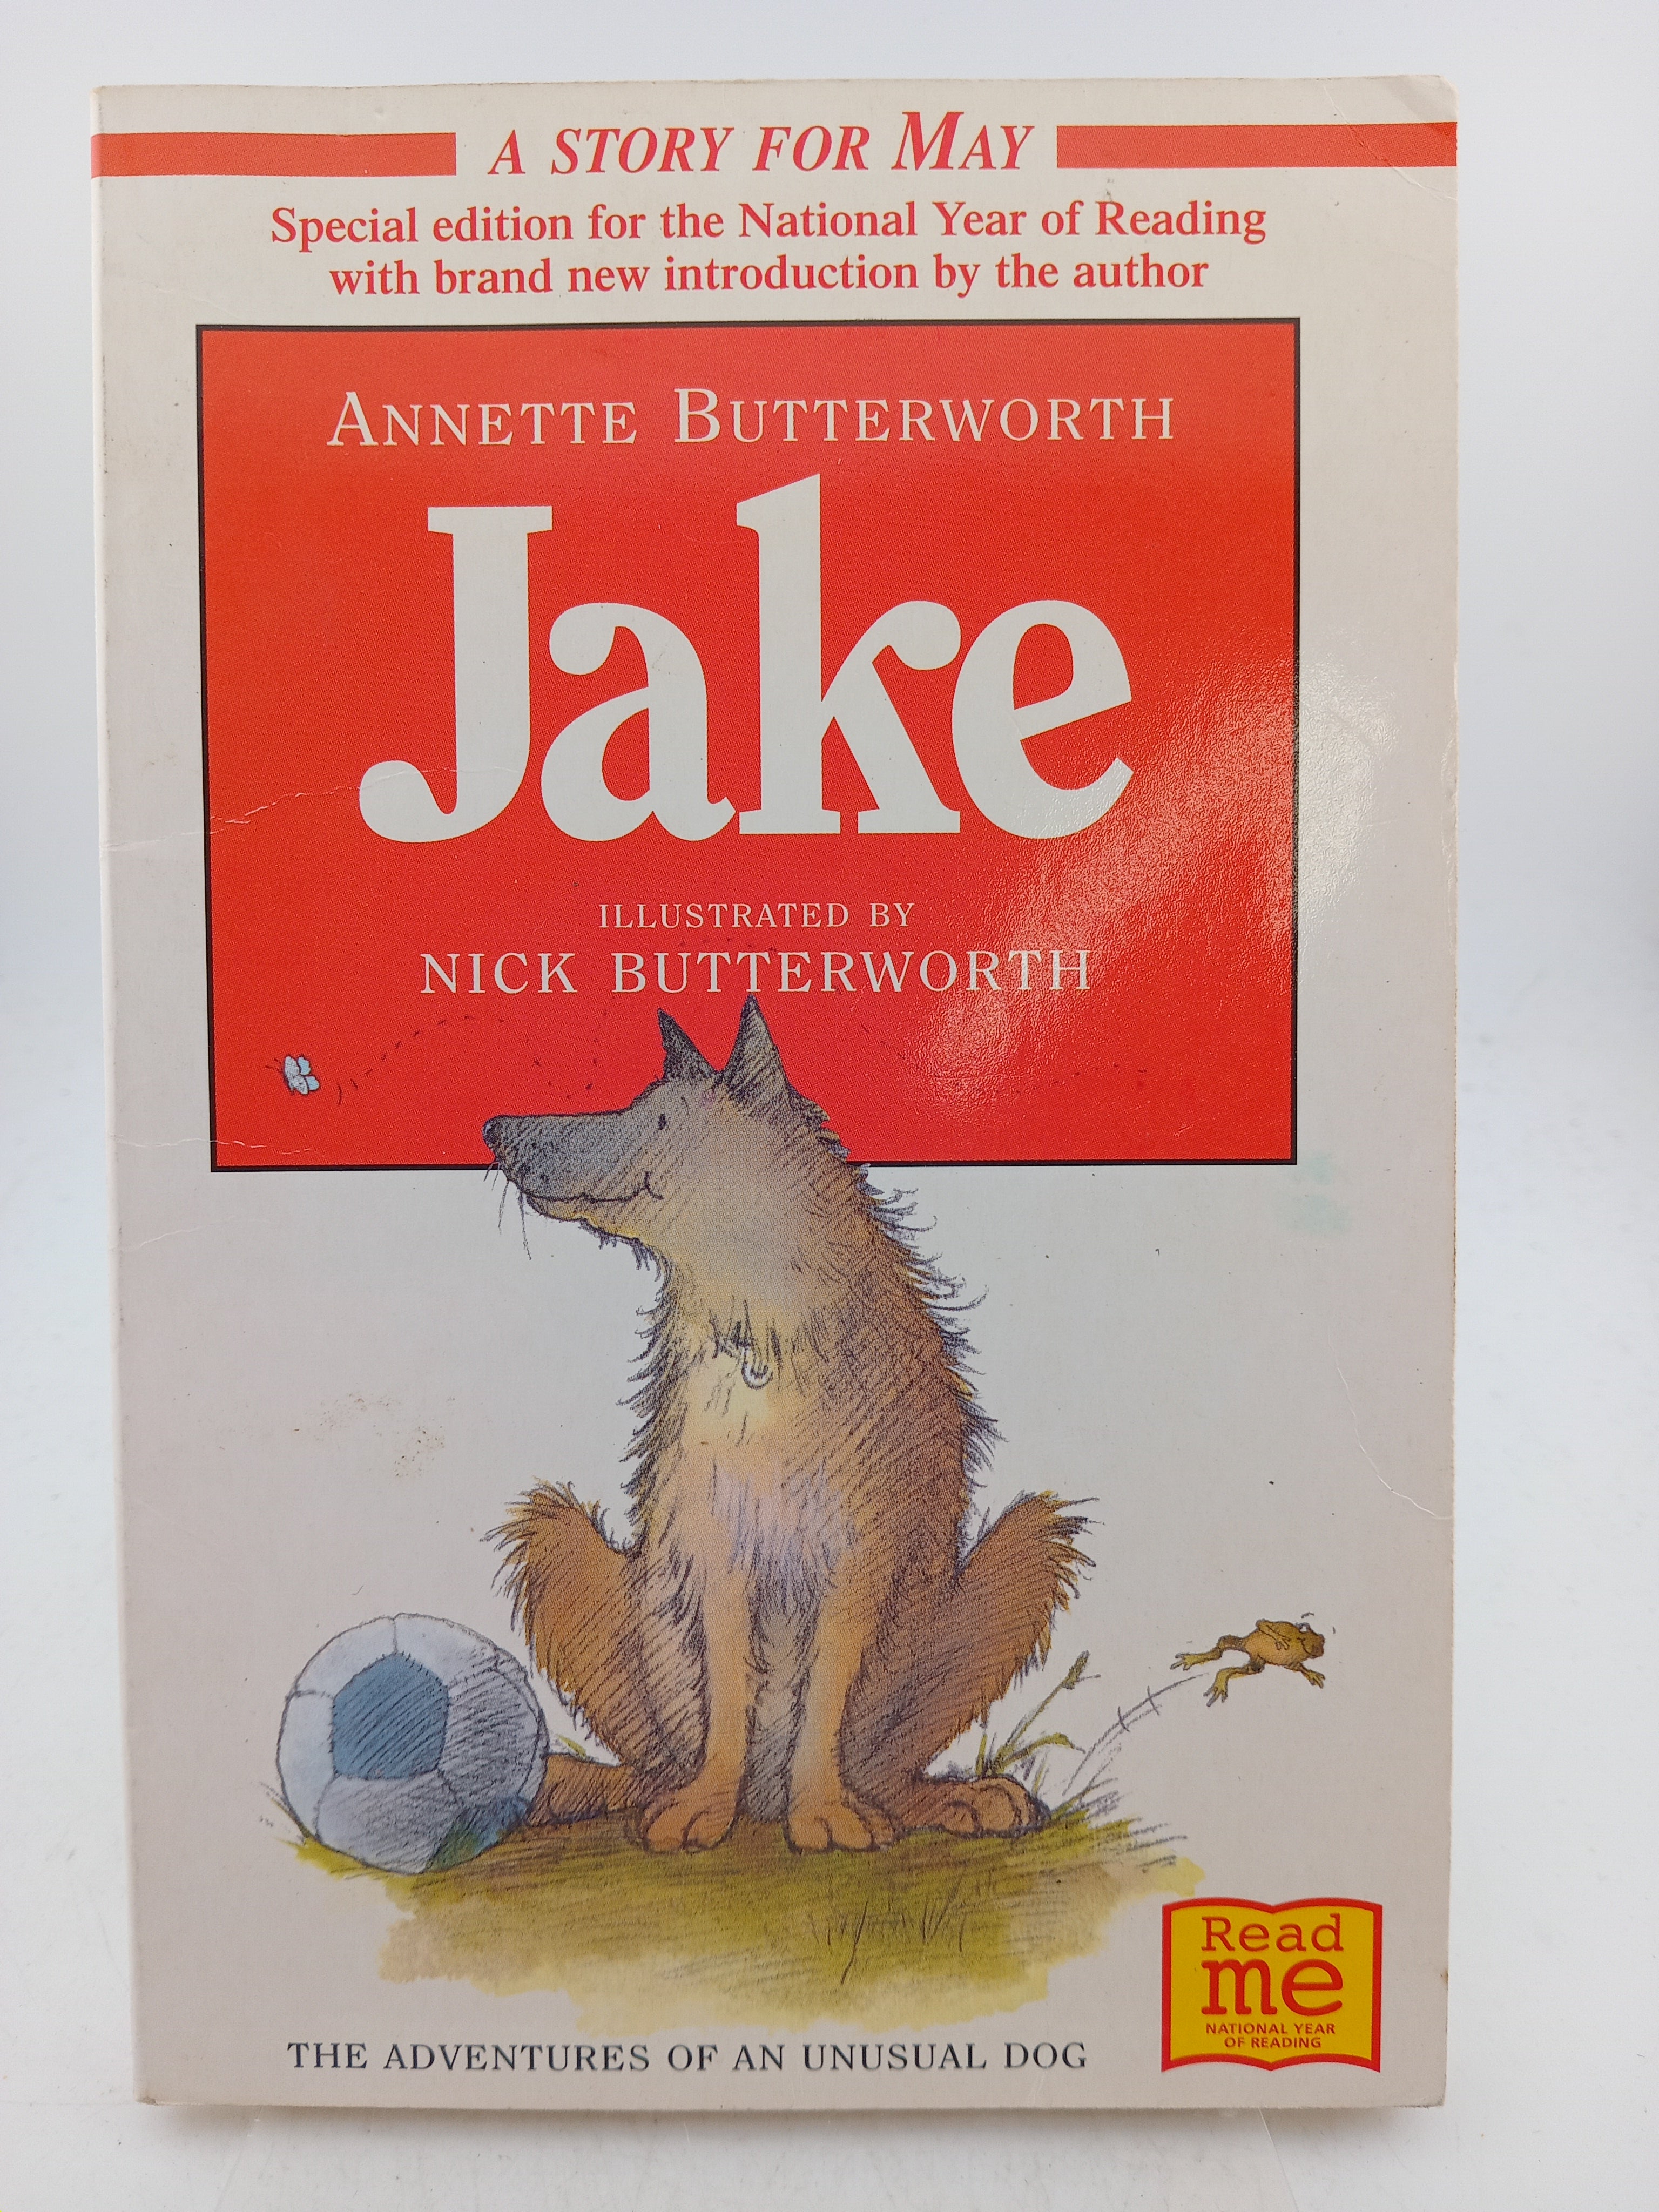 A STORY FOR MAY
Special edition for the National Year of Reading
with brand new introduction by the author
ANNETTE BUTTERWORTH
Jake
ILLUSTRATED BY
NICK BUTTERWORTH
Read
me
NATIONAL YEAR
OF READING
THE ADVENTURES OF AN UNUSUAL DOG